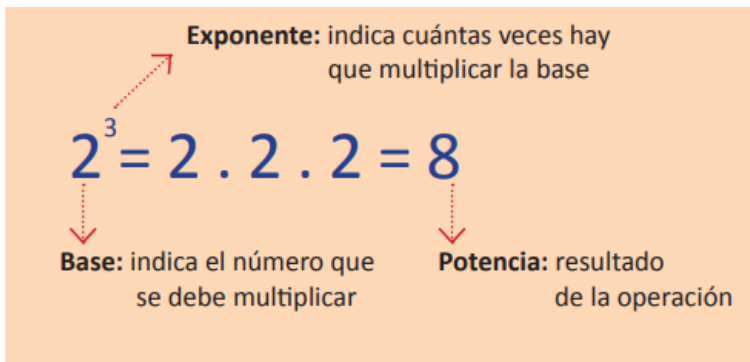 Exponente: indica cuántas veces hay
que multiplicar la base
2³ = 2 . 2 . 2 = 8
Base: indica el número que
se debe multiplicar
Potencia: resultado
de la operación